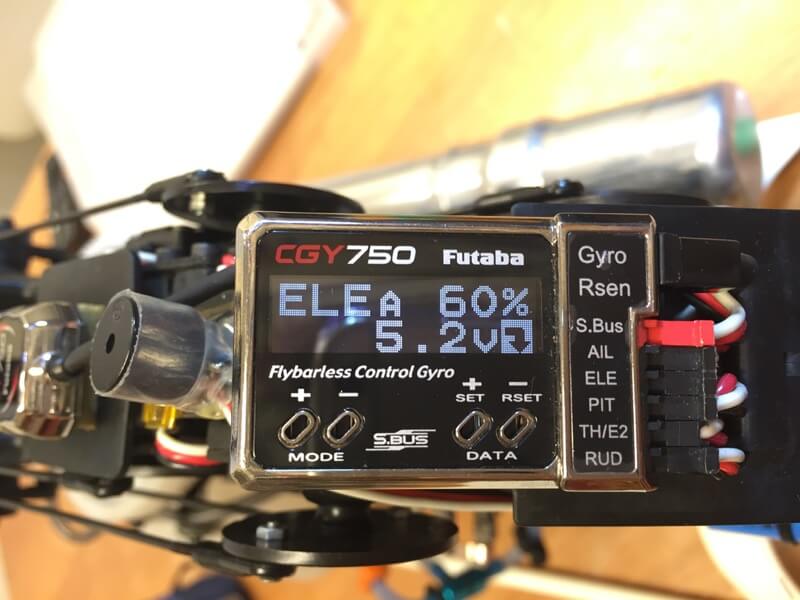 CGY750 Futaba
ELEA 60%
5.2v
Flybarless Control Gyro
+ − + −
SET RSET
S.BUS
MODE DATA
Gyro
Rsen
S.Bus
AIL
ELE
PIT
TH/E2
RUD